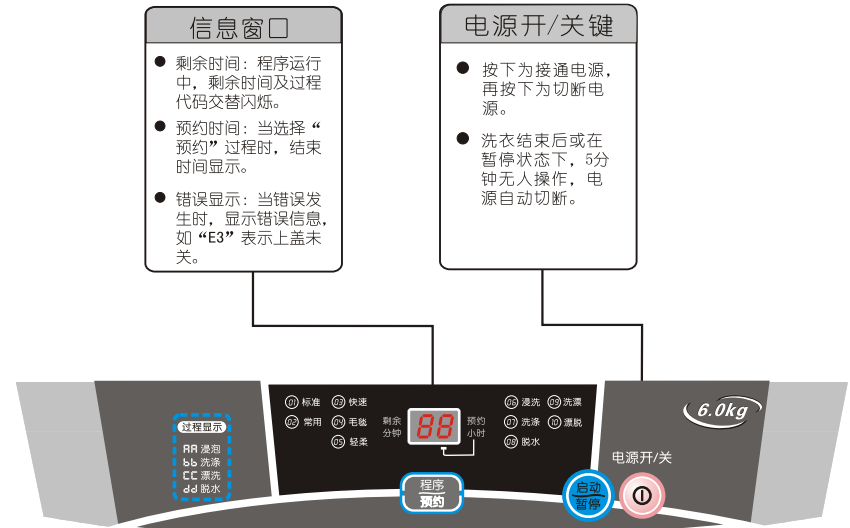 信息窗口
● 剩余时间：程序运行
中，剩余时间及过程
代码交替闪烁。
● 预约时间：当选择“
预约”过程时，结束
时间显示。
● 错误显示：当错误发
生时，显示错误信息，
如“E3”表示上盖未
关。
电源开/关键
● 按下为接通电源，
再按下为切断电
源。
● 洗衣结束后或在
暂停状态下，5分
钟无人操作，电
源自动切断。
过程显示
AA 浸泡
bb 洗涤
CC 漂洗
dd 脱水
01 标准
02 常用
03 快速
04 毛毯
05 轻柔
剩余
分钟
88
预约
小时
06 浸洗
07 洗涤
08 脱水
09 洗漂
10 漂脱
程序
预约
启动
暂停
电源开/关
6.0kg